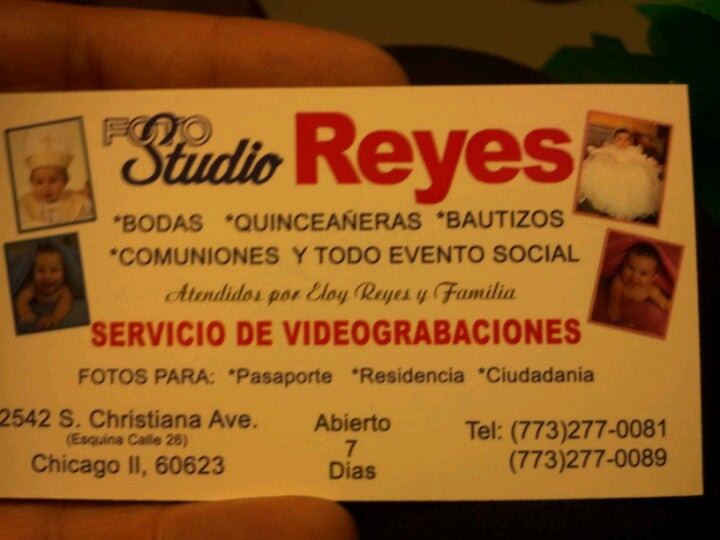 FOTO Studio Reyes
*BODAS *QUINCEAÑERAS *BAUTIZOS
*COMUNIONES Y TODO EVENTO SOCIAL
Atendidos por Eloy Reyes y Familia
SERVICIO DE VIDEOGRABACIONES
FOTOS PARA: *Pasaporte *Residencia *Ciudadania
2542 S. Christiana Ave.
(Esquina Calle 26)
Chicago Il, 60623
Abierto
7
Dias
Tel: (773)277-0081
(773)277-0089